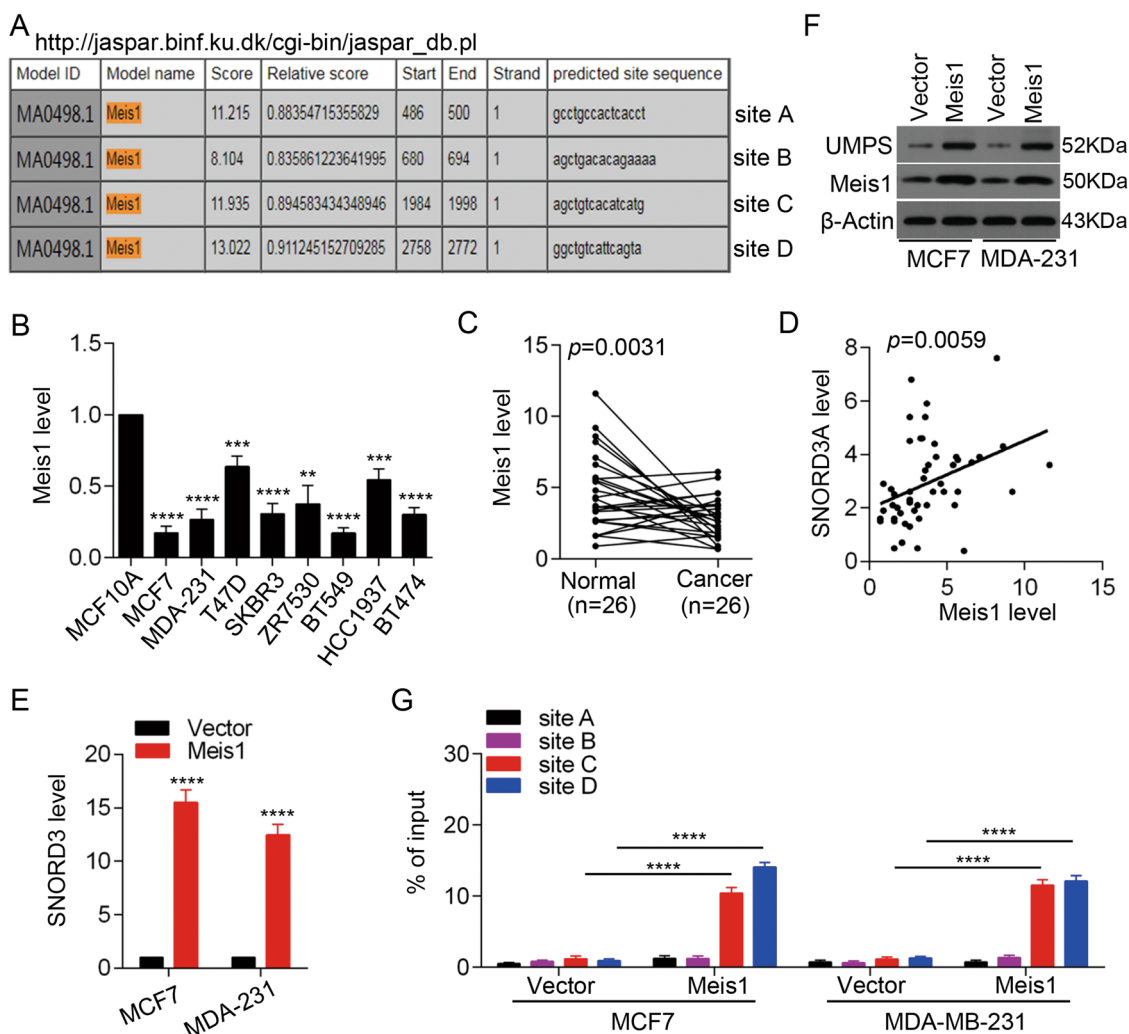 A
http://jaspar.binf.ku.dk/cgi-bin/jaspar_db.pl
Model ID Model name Score Relative score Start End Strand predicted site sequence
MA0498.1 Meis1 11.215 0.88354715355829 486 500 1 gcctgccactcacct site A
MA0498.1 Meis1 8.104 0.835861223641995 680 694 1 agctgacacagaaaa site B
MA0498.1 Meis1 11.935 0.894583434348946 1984 1998 1 agctgtcacatcatg site C
MA0498.1 Meis1 13.022 0.911245152709285 2758 2772 1 ggctgtcattcagta site D
F
Vector Meis1 Vector Meis1
UMPS 52KDa
Meis1 50KDa
β-Actin 43KDa
MCF7 MDA-231
B
Meis1 level
1.5
1.0
0.5
0.0
**** **** *** **** ** **** *** ****
MCF10A MCF7 MDA-231 T47D SKBR3 ZR7530 BT549 HCC1937 BT474
C
p=0.0031
Meis1 level
15
10
5
0
Normal Cancer
(n=26) (n=26)
D
p=0.0059
SNORD3A level
8
6
4
2
0
0 5 10 15
Meis1 level
E
Vector
Meis1
SNORD3 level
20
15
10
5
0
**** ****
MCF7 MDA-231
G
site A
site B
site C
site D
% of input
30
20
10
0
**** ****
**** ****
Vector Meis1 Vector Meis1
MCF7 MDA-MB-231